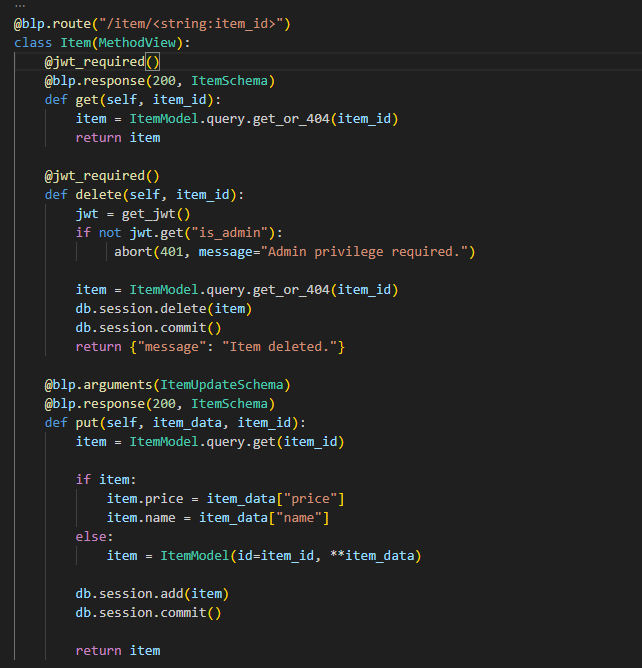 ...
@blp.route("/item/<string:item_id>")
class Item(MethodView):
    @jwt_required()
    @blp.response(200, ItemSchema)
    def get(self, item_id):
        item = ItemModel.query.get_or_404(item_id)
        return item

    @jwt_required()
    def delete(self, item_id):
        jwt = get_jwt()
        if not jwt.get("is_admin"):
            abort(401, message="Admin privilege required.")

        item = ItemModel.query.get_or_404(item_id)
        db.session.delete(item)
        db.session.commit()
        return {"message": "Item deleted."}

    @blp.arguments(ItemUpdateSchema)
    @blp.response(200, ItemSchema)
    def put(self, item_data, item_id):
        item = ItemModel.query.get(item_id)

        if item:
            item.price = item_data["price"]
            item.name = item_data["name"]
        else:
            item = ItemModel(id=item_id, **item_data)

        db.session.add(item)
        db.session.commit()

        return item